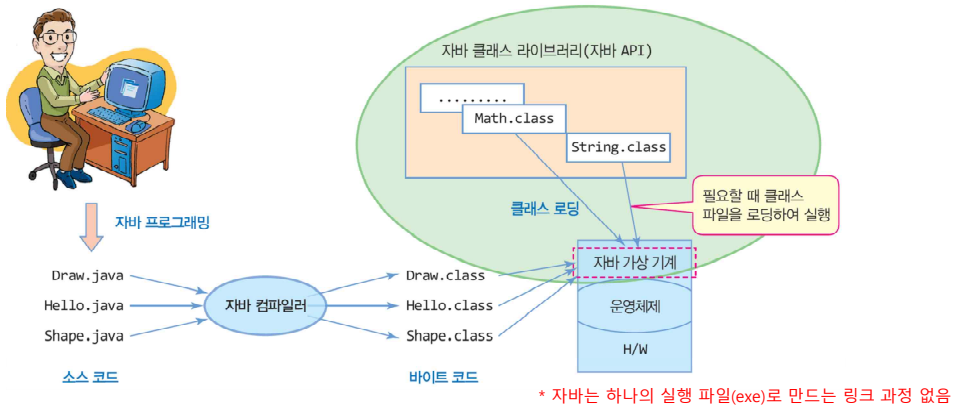 자바 클래스 라이브러리(자바 API)
.........
Math.class
String.class
필요할 때 클래스
파일을 로딩하여 실행
클래스 로딩
자바 프로그래밍
자바 가상 기계
Draw.java
Hello.java
Shape.java
자바 컴파일러
Draw.class
Hello.class
Shape.class
운영체제
H/W
소스 코드
바이트 코드
* 자바는 하나의 실행 파일(exe)로 만드는 링크 과정 없음